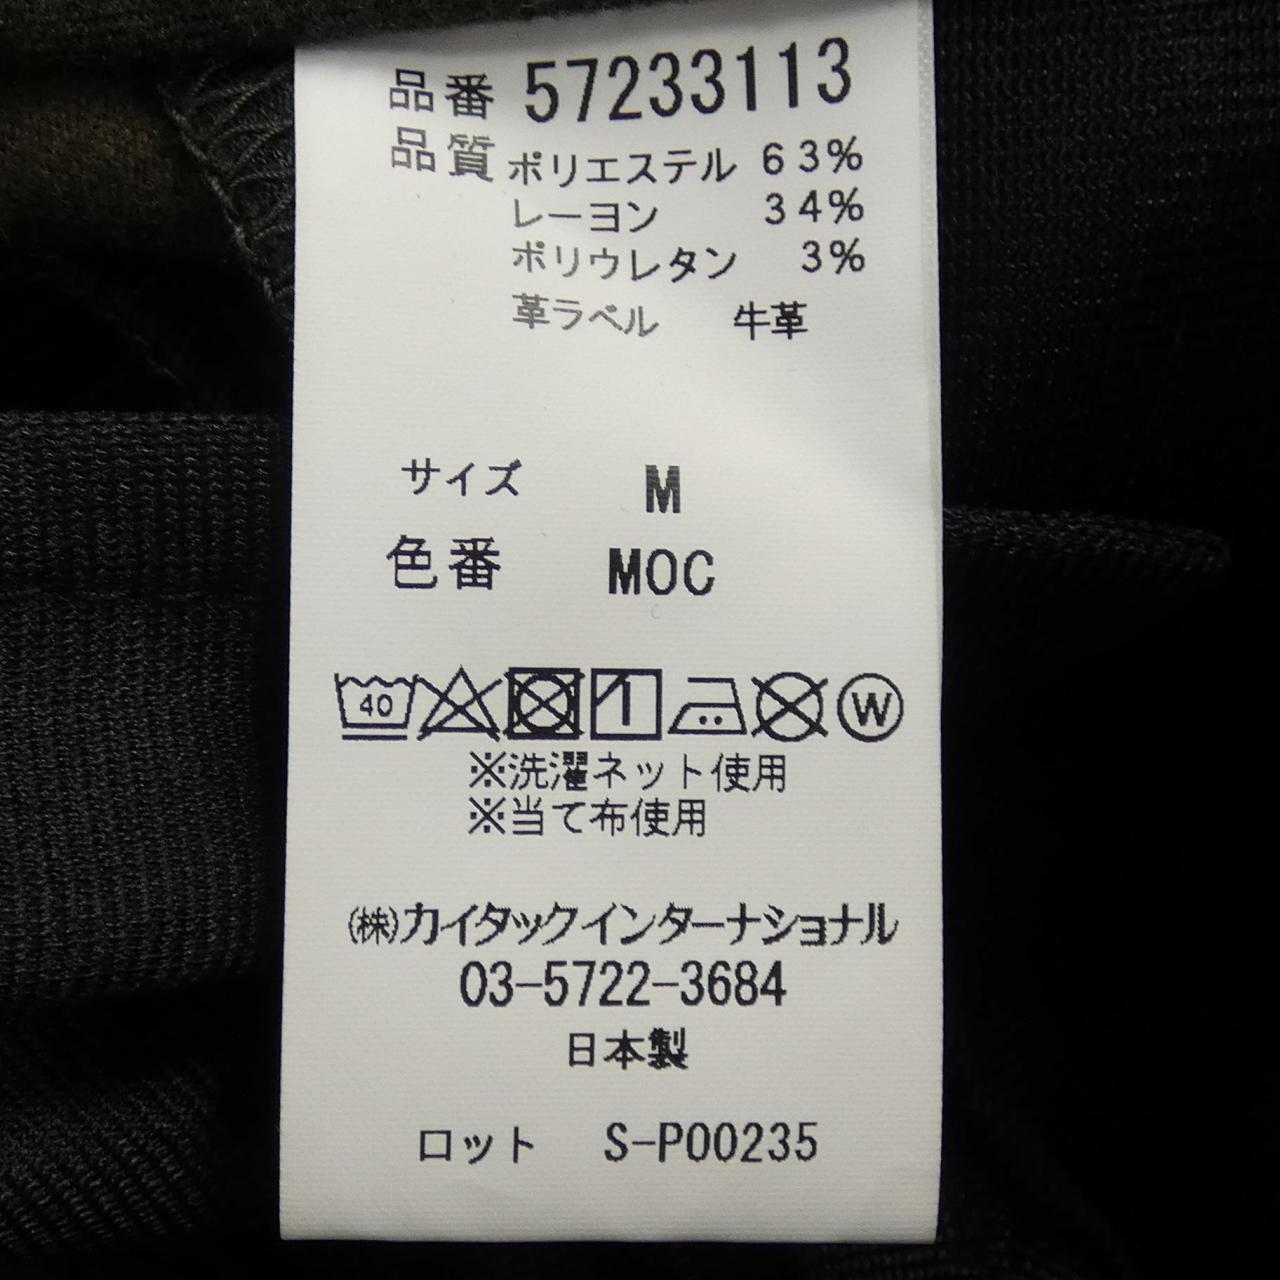 品番 57233113
品質 ポリエステル 63%
レーヨン 34%
ポリウレタン 3%
革ラベル 牛革
サイズ M
色番 MOC
40 W
※洗濯ネット使用
※当て布使用
㈱カイタックインターナショナル
03-5722-3684
日本製
ロット S-P00235